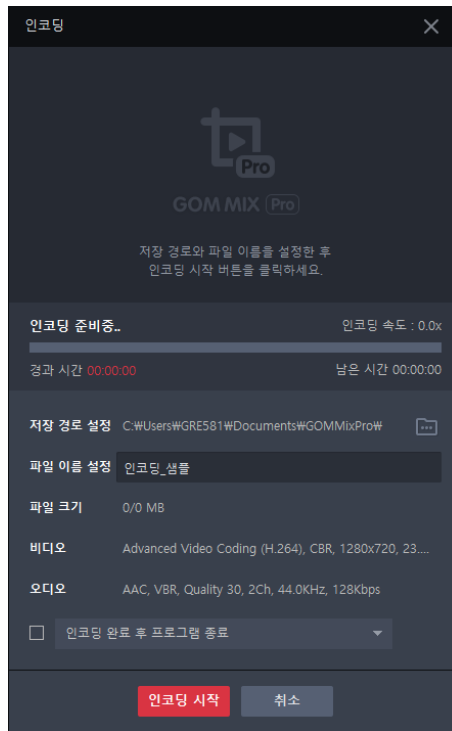 인코딩
Pro
GOM MIX Pro
저장 경로와 파일 이름을 설정한 후
인코딩 시작 버튼을 클릭하세요.
인코딩 준비중.. 인코딩 속도 : 0.0x
경과 시간 00:00:00 남은 시간 00:00:00
저장 경로 설정 C:₩Users₩GRE581₩Documents₩GOMMixPro₩
파일 이름 설정 인코딩_샘플
파일 크기 0/0 MB
비디오 Advanced Video Coding (H.264), CBR, 1280x720, 23....
오디오 AAC, VBR, Quality 30, 2Ch, 44.0KHz, 128Kbps
인코딩 완료 후 프로그램 종료
인코딩 시작 취소